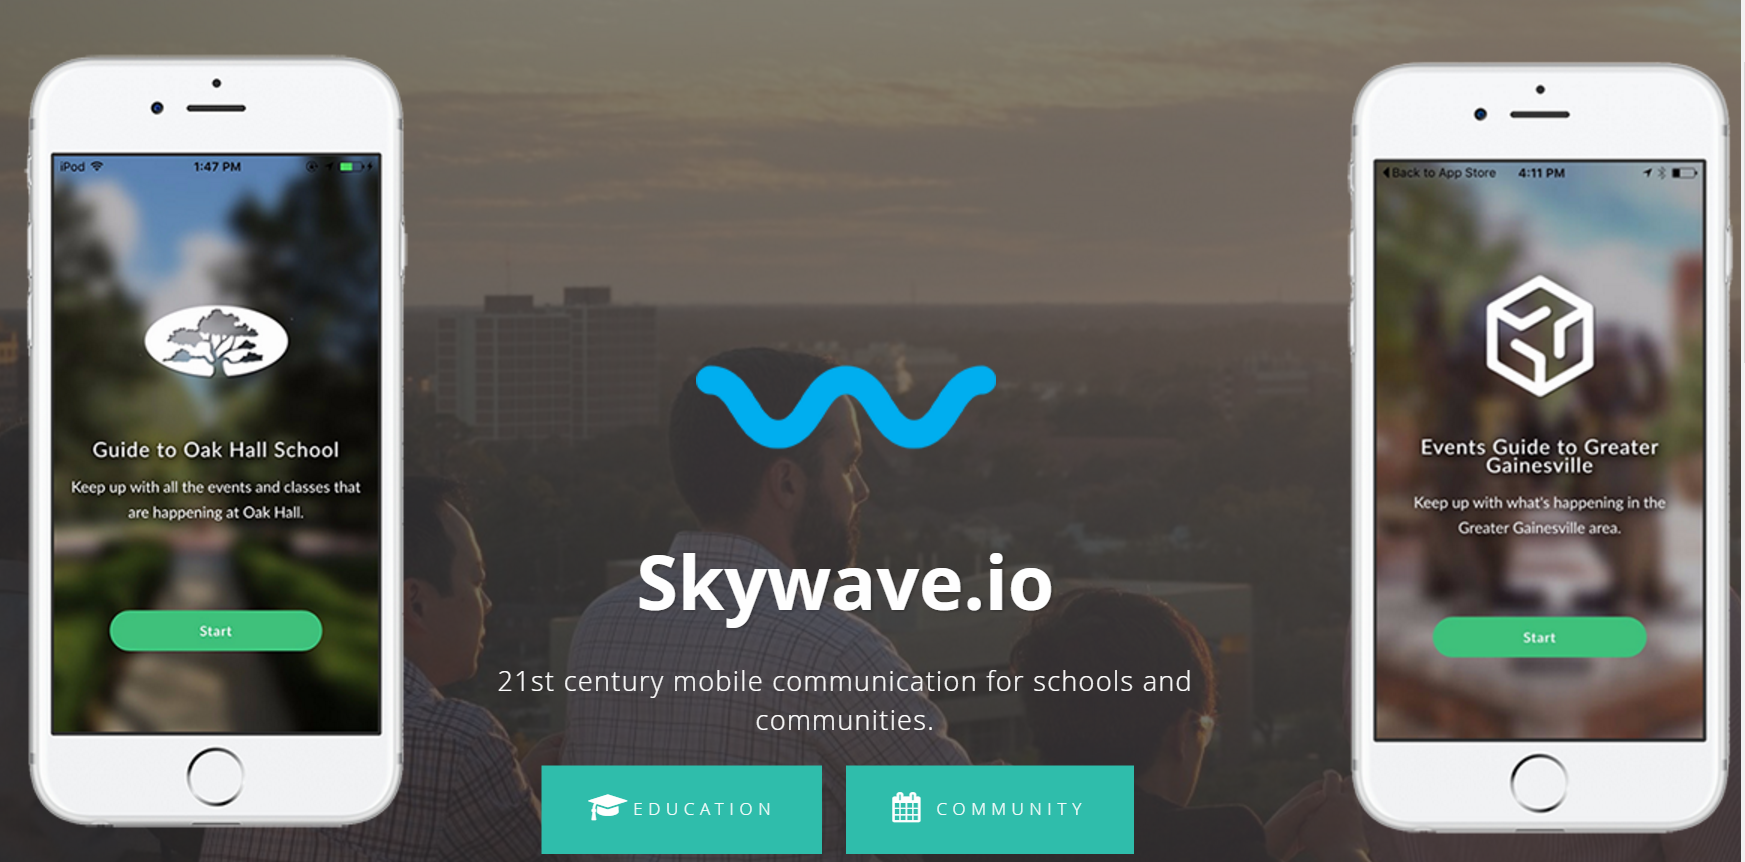 iPod 1:47 PM
Guide to Oak Hall School
Keep up with all the events and classes that
are happening at Oak Hall.
Start
Skywave.io
21st century mobile communication for schools and
communities.
EDUCATION
COMMUNITY
Back to App Store 4:11 PM
Events Guide to Greater
Gainesville
Keep up with what's happening in the
Greater Gainesville area.
Start